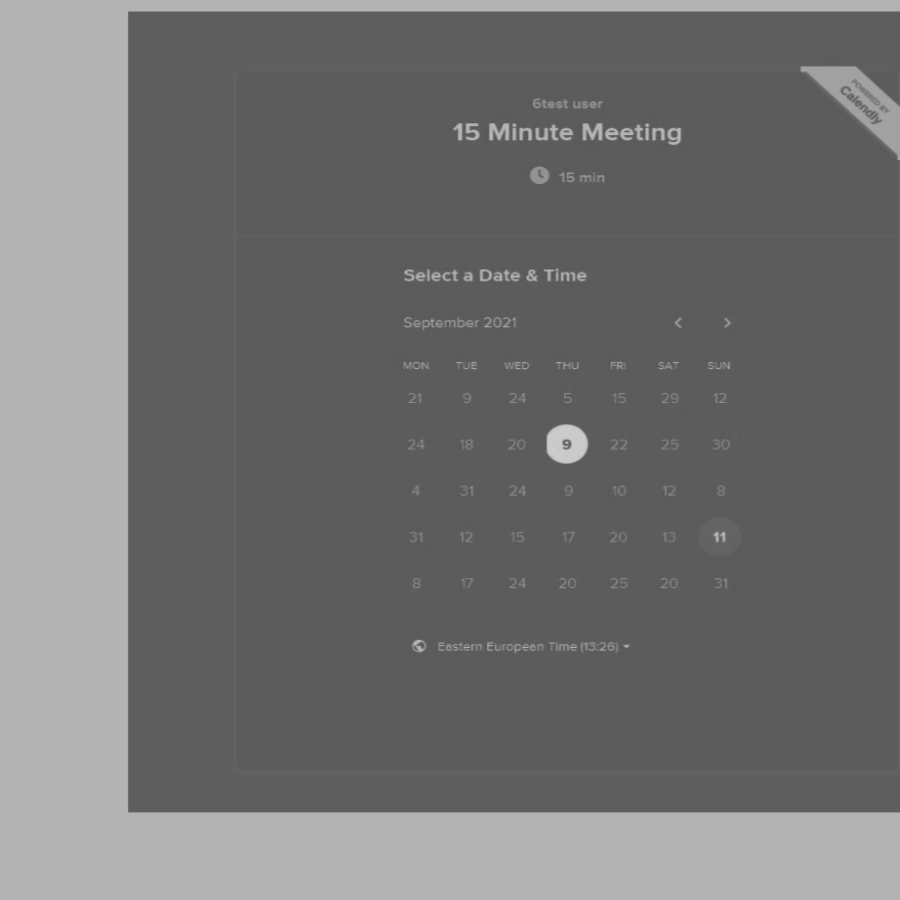 POWERED BY
Calendly
6test user
15 Minute Meeting
15 min
Select a Date & Time
September 2021
MON TUE WED THU FRI SAT SUN
21 9 24 5 15 29 12
24 18 20 9 22 25 30
4 31 24 9 10 12 8
31 12 15 17 20 13 11
8 17 24 20 25 20 31
Eastern European Time (13:26)